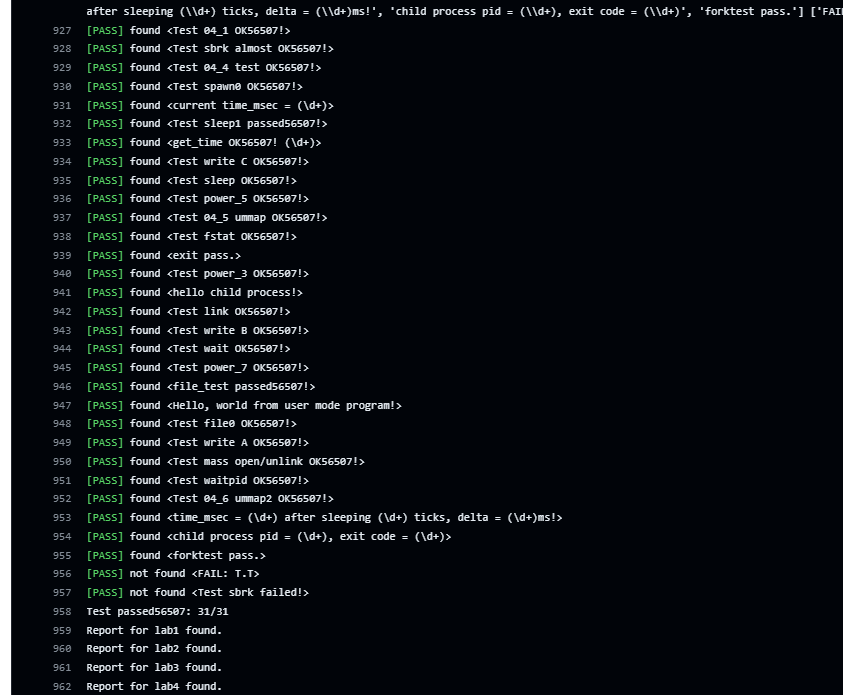 after sleeping (\\d+) ticks, delta = (\\d+)ms!', 'child process pid = (\\d+), exit code = (\\d+)', 'forktest pass.'] ['FAI
927 [PASS] found <Test 04_1 OK56507!>
928 [PASS] found <Test sbrk almost OK56507!>
929 [PASS] found <Test 04_4 test OK56507!>
930 [PASS] found <Test spawn0 OK56507!>
931 [PASS] found <current time_msec = (\d+)>
932 [PASS] found <Test sleep1 passed56507!>
933 [PASS] found <get_time OK56507! (\d+)>
934 [PASS] found <Test write C OK56507!>
935 [PASS] found <Test sleep OK56507!>
936 [PASS] found <Test power_5 OK56507!>
937 [PASS] found <Test 04_5 ummap OK56507!>
938 [PASS] found <Test fstat OK56507!>
939 [PASS] found <exit pass.>
940 [PASS] found <Test power_3 OK56507!>
941 [PASS] found <hello child process!>
942 [PASS] found <Test link OK56507!>
943 [PASS] found <Test write B OK56507!>
944 [PASS] found <Test wait OK56507!>
945 [PASS] found <Test power_7 OK56507!>
946 [PASS] found <file_test passed56507!>
947 [PASS] found <Hello, world from user mode program!>
948 [PASS] found <Test file0 OK56507!>
949 [PASS] found <Test write A OK56507!>
950 [PASS] found <Test mass open/unlink OK56507!>
951 [PASS] found <Test waitpid OK56507!>
952 [PASS] found <Test 04_6 ummap2 OK56507!>
953 [PASS] found <time_msec = (\d+) after sleeping (\d+) ticks, delta = (\d+)ms!>
954 [PASS] found <child process pid = (\d+), exit code = (\d+)>
955 [PASS] found <forktest pass.>
956 [PASS] not found <FAIL: T.T>
957 [PASS] not found <Test sbrk failed!>
958 Test passed56507: 31/31
959 Report for lab1 found.
960 Report for lab2 found.
961 Report for lab3 found.
962 Report for lab4 found.